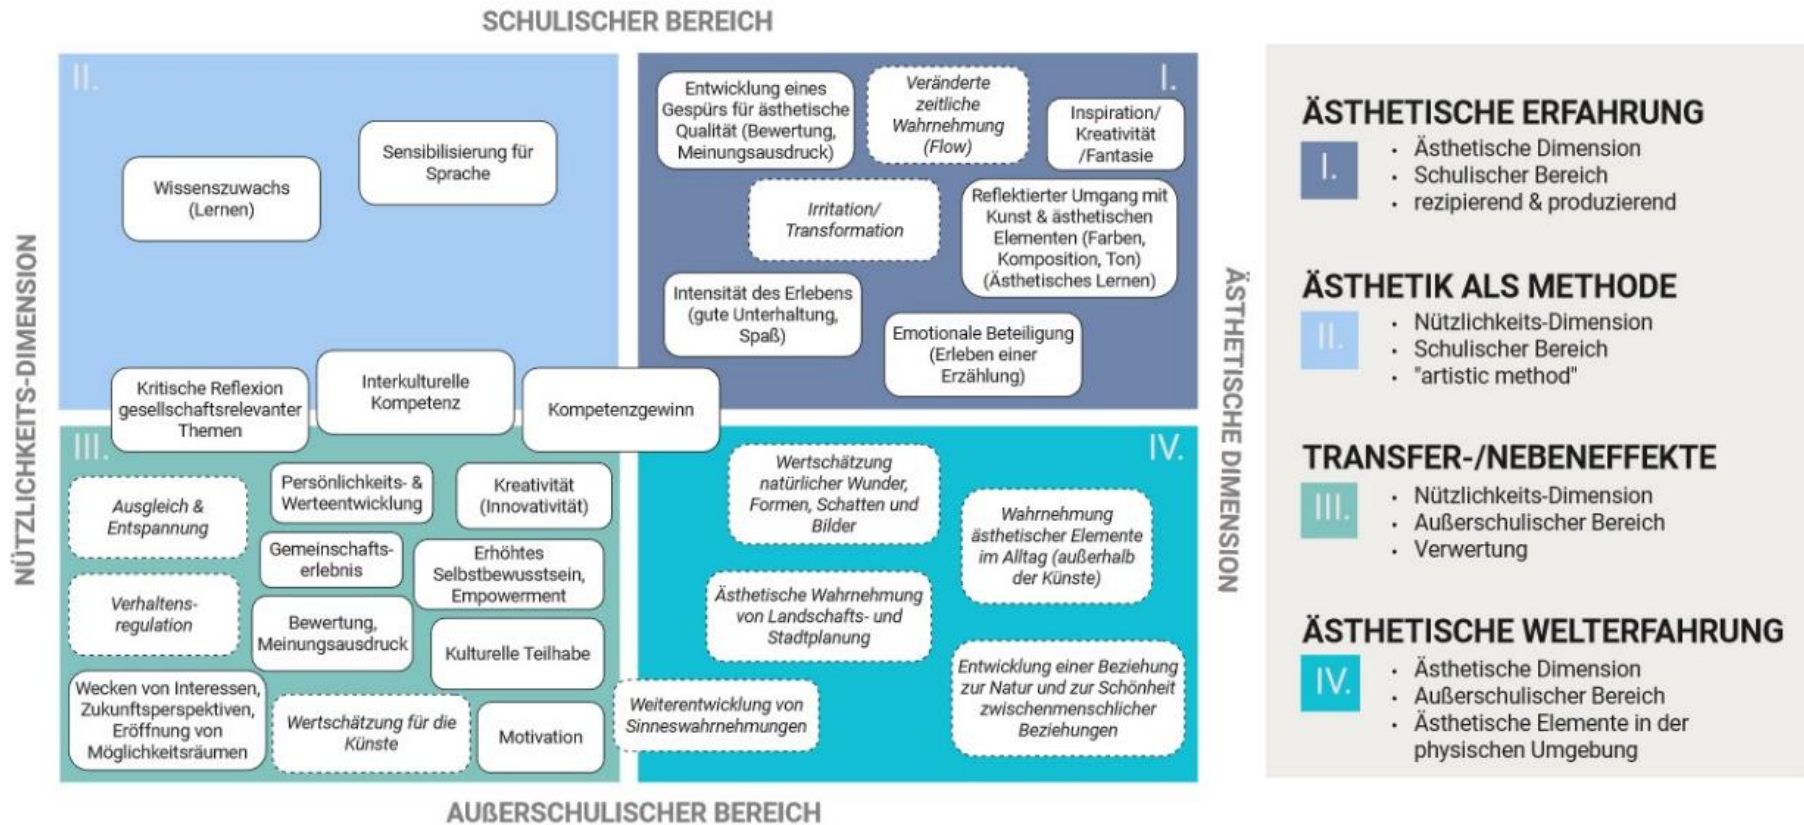 SCHULISCHER BEREICH
NÜTZLICHKEITS-DIMENSION
II.
Wissenszuwachs
(Lernen)
Sensibilisierung für
Sprache
I.
Entwicklung eines
Gespürs für ästhetische
Qualität (Bewertung,
Meinungsausdruck)
Veränderte
zeitliche
Wahrnehmung
(Flow)
Inspiration/
Kreativität
/Fantasie
Irritation/
Transformation
Reflektierter Umgang mit
Kunst & ästhetischen
Elementen (Farben,
Komposition, Ton)
(Ästhetisches Lernen)
Intensität des Erlebens
(gute Unterhaltung,
Spaß)
Emotionale Beteiligung
(Erleben einer
Erzählung)
Kritische Reflexion
gesellschaftsrelevanter
Themen
Interkulturelle
Kompetenz
Kompetenzgewinn
III.
Ausgleich &
Entspannung
Persönlichkeits- &
Werteentwicklung
Kreativität
(Innovativität)
Gemeinschafts-
erlebnis
Erhöhtes
Selbstbewusstsein,
Empowerment
Verhaltens-
regulation
Bewertung,
Meinungsausdruck
Kulturelle Teilhabe
Wecken von Interessen,
Zukunftsperspektiven,
Eröffnung von
Möglichkeitsräumen
Wertschätzung für die
Künste
Motivation
IV.
Wertschätzung
natürlicher Wunder,
Formen, Schatten und
Bilder
Wahrnehmung
ästhetischer Elemente
im Alltag (außerhalb
der Künste)
Ästhetische Wahrnehmung
von Landschafts- und
Stadtplanung
Weiterentwicklung von
Sinneswahrnehmungen
Entwicklung einer Beziehung
zur Natur und zur Schönheit
zwischenmenschlicher
Beziehungen
ÄSTHETISCHE DIMENSION
AUßERSCHULISCHER BEREICH
ÄSTHETISCHE ERFAHRUNG
I.
• Ästhetische Dimension
• Schulischer Bereich
• rezipierend & produzierend
ÄSTHETIK ALS METHODE
II.
• Nützlichkeits-Dimension
• Schulischer Bereich
• "artistic method"
TRANSFER-/NEBENEFFEKTE
III.
• Nützlichkeits-Dimension
• Außerschulischer Bereich
• Verwertung
ÄSTHETISCHE WELTERFAHRUNG
IV.
• Ästhetische Dimension
• Außerschulischer Bereich
• Ästhetische Elemente in der
physischen Umgebung